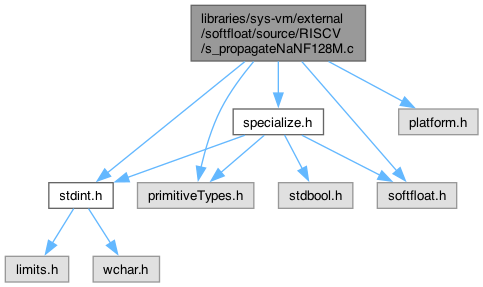 libraries/sys-vm/external
/softfloat/source/RISCV
/s_propagateNaNF128M.c
specialize.h
platform.h
stdint.h
primitiveTypes.h
stdbool.h
softfloat.h
limits.h
wchar.h